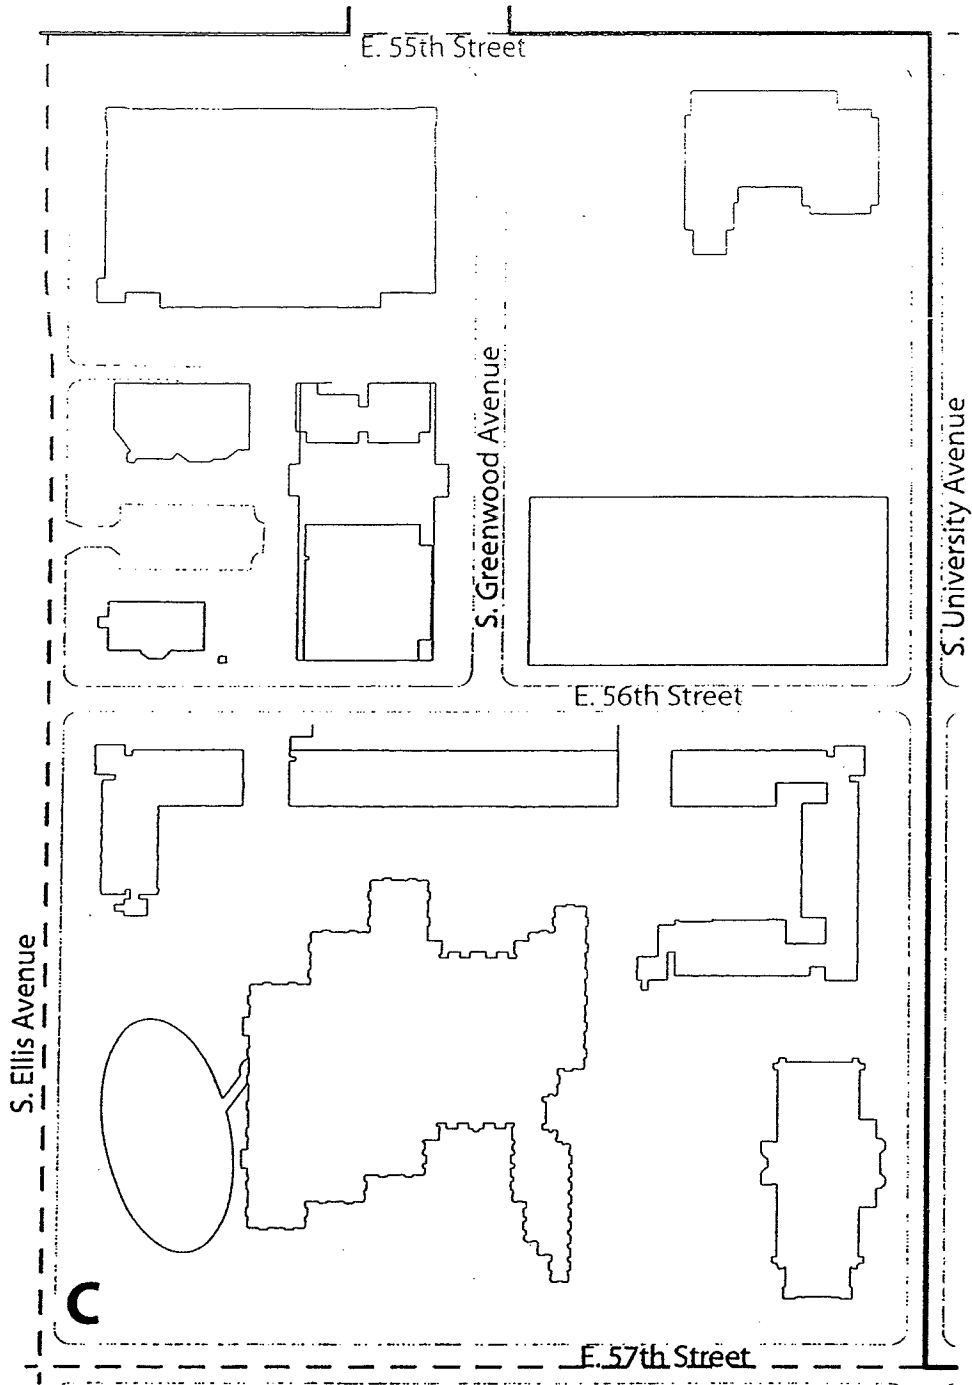 E. 55th Street
S. Greenwood Avenue
S. University Avenue
E. 56th Street
S. Ellis Avenue
C
E. 57th Street